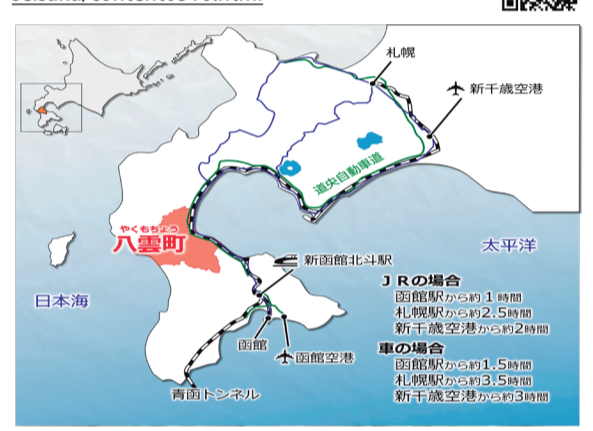 札幌
新千歳空港
道央自動車道
やくもちょう
八雲町
太平洋
新函館北斗駅
日本海
函館
函館空港
青函トンネル
JRの場合
函館駅から約1時間
札幌駅から約2.5時間
新千歳空港から約2時間
車の場合
函館駅から約1.5時間
札幌駅から約3.5時間
新千歳空港から約3時間